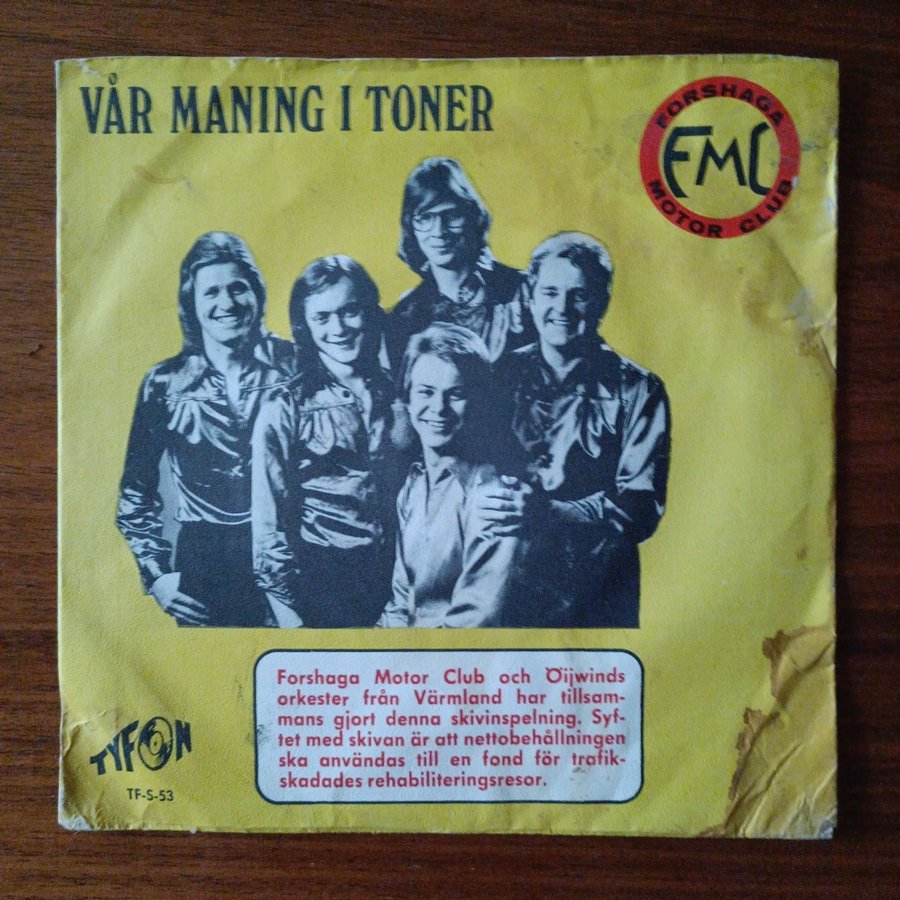 VÅR MANING I TONER
FORSHAGA
FMC
MOTOR CLUB
Forshaga Motor Club och Öijwinds
orkester från Värmland har tillsam-
mans gjort denna skivinspelning. Syf-
tet med skivan är att nettobehållningen
ska användas till en fond för trafik-
skadades rehabiliteringsresor.
TYFON
TF-S-53